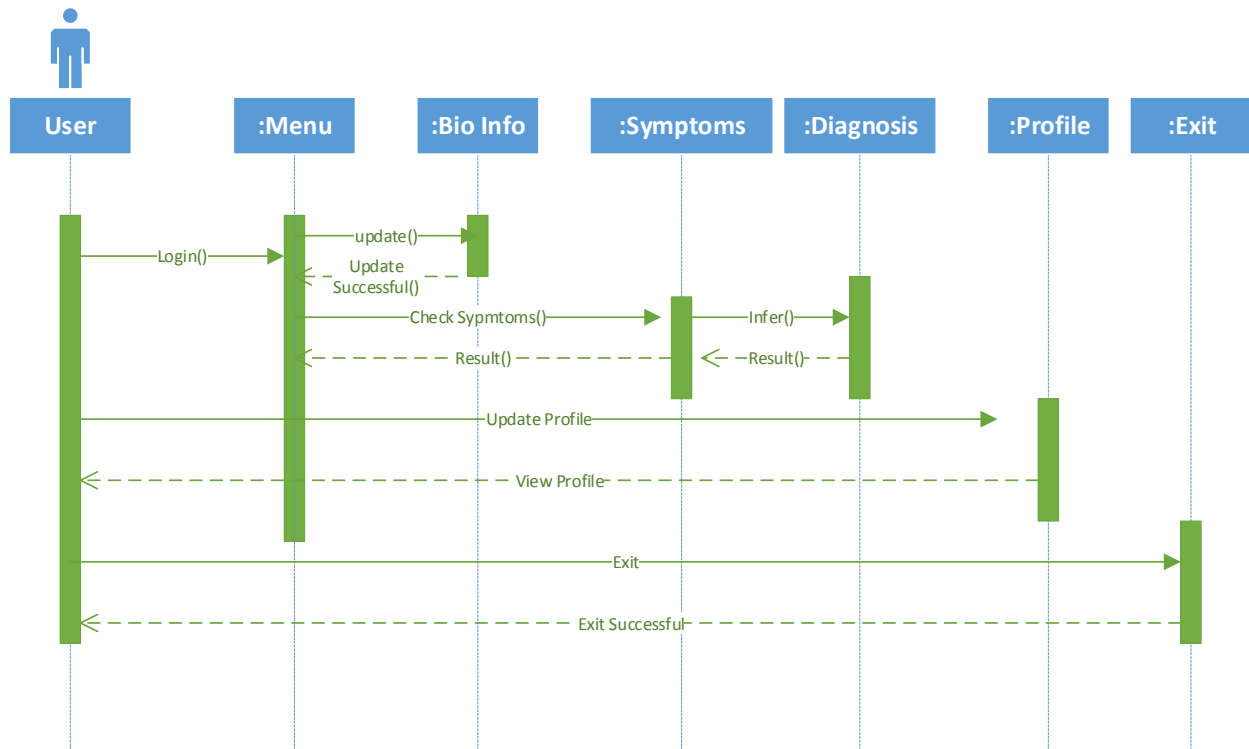 User
:Menu
:Bio Info
:Symptoms
:Diagnosis
:Profile
:Exit
update()
Login()
Update
Successful()
Check Sypmtoms()
Infer()
Result()
Result()
Update Profile
View Profile
Exit
Exit Successful